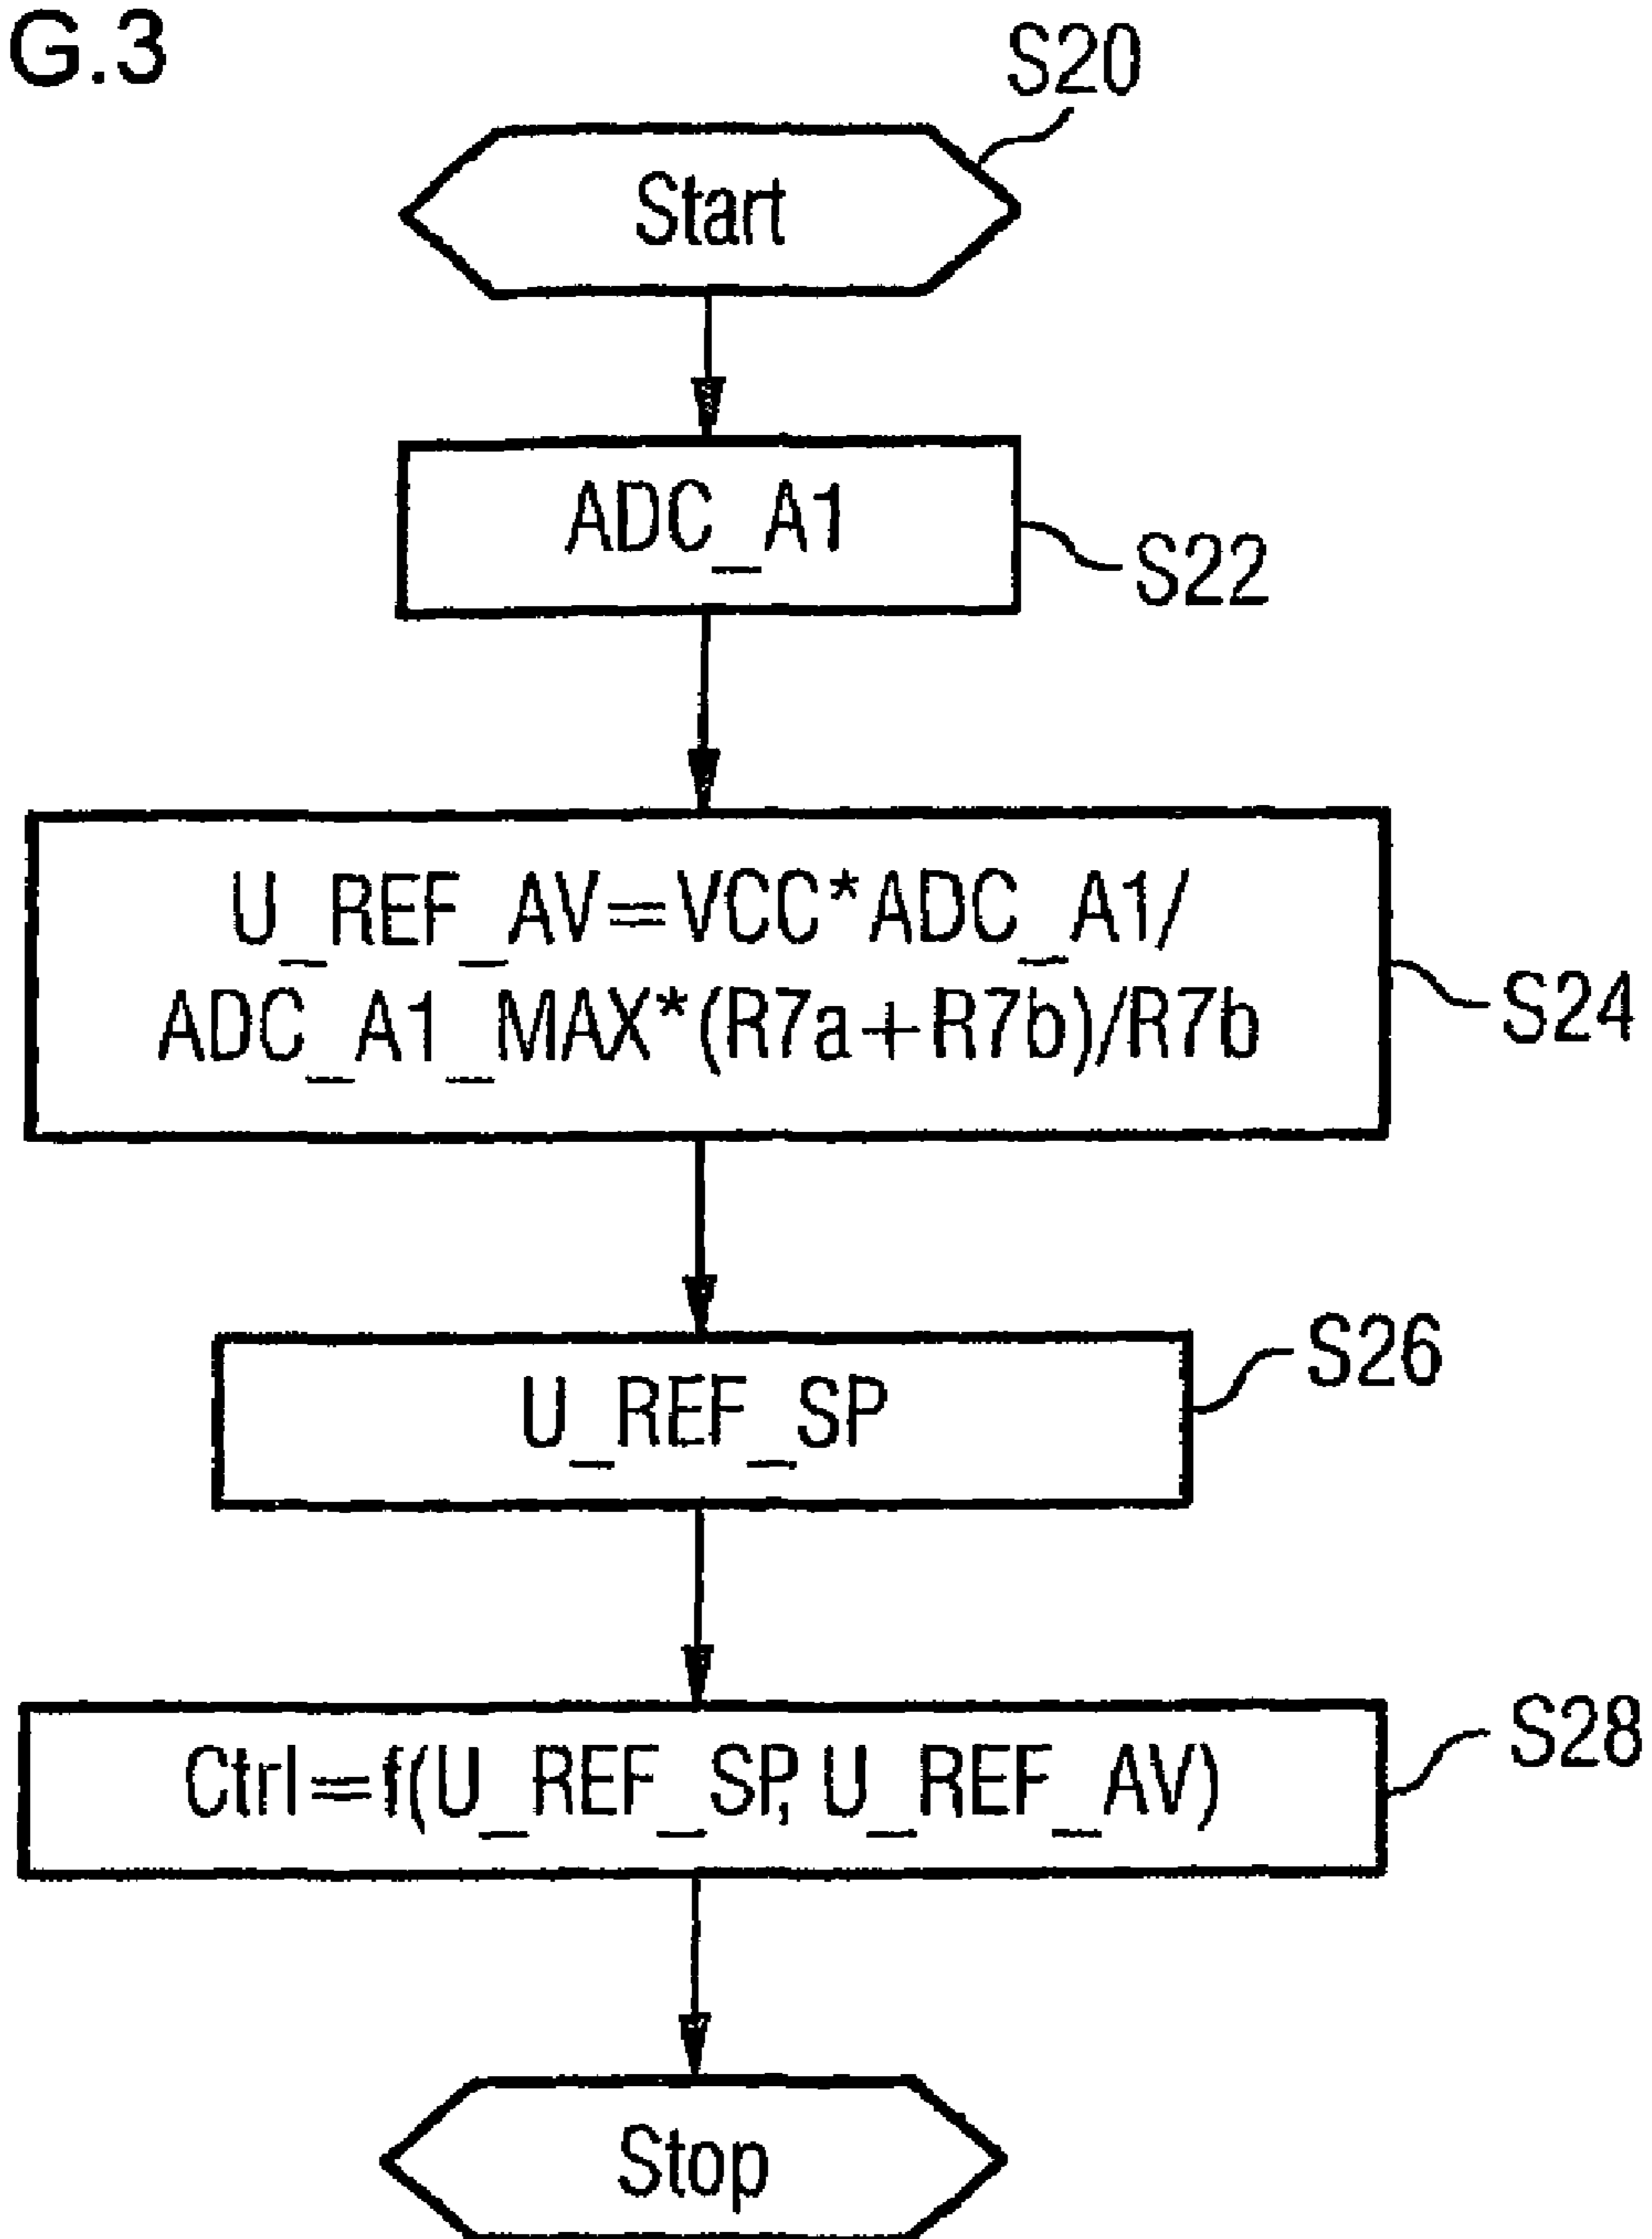 G.3
S20
Start
ADC_A1
S22
U_REF_AV=VCC*ADC_A1/
ADC_A1_MAX*(R7a+R7b)/R7b
S24
S26
U_REF_SP
S28
Ctrl=f(U_REF_SP, U_REF_AV)
Stop